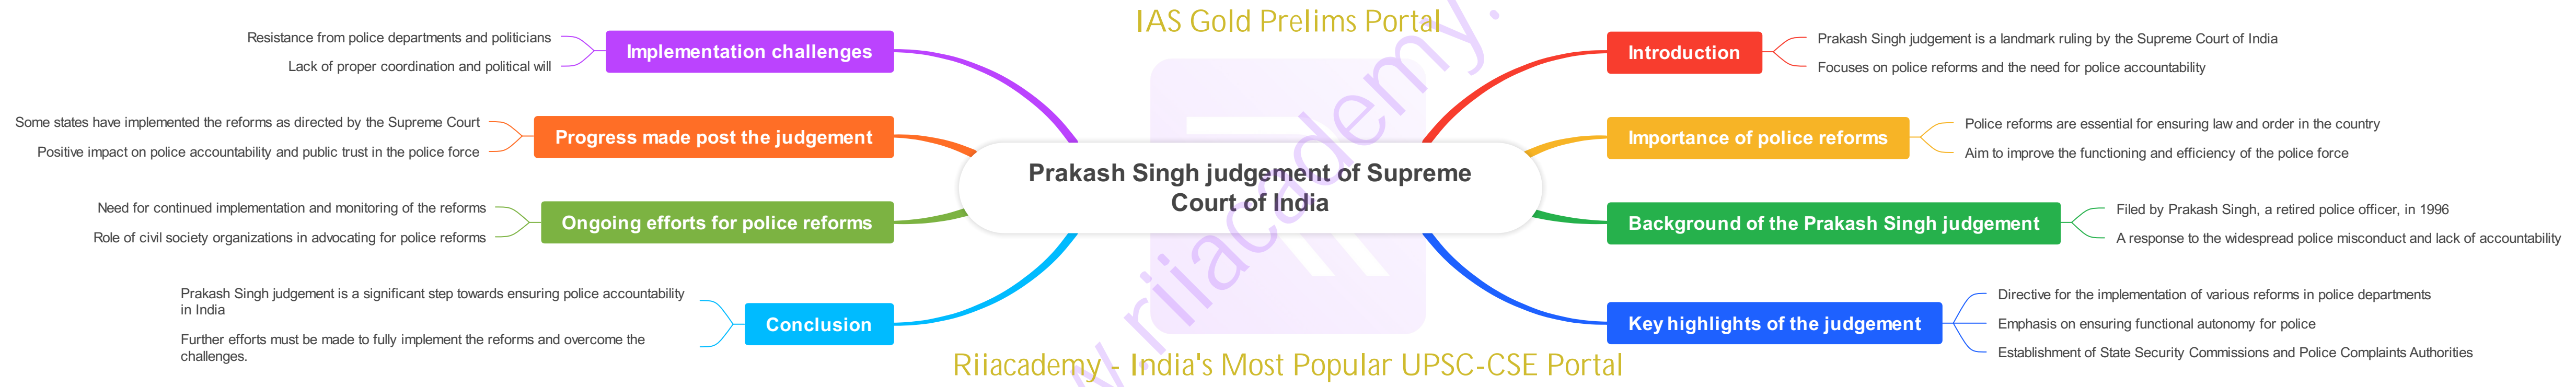 IAS Gold Prelims Portal
Prakash Singh judgement of Supreme
Court of India
Introduction
Prakash Singh judgement is a landmark ruling by the Supreme Court of India
Focuses on police reforms and the need for police accountability
Importance of police reforms
Police reforms are essential for ensuring law and order in the country
Aim to improve the functioning and efficiency of the police force
Background of the Prakash Singh judgement
Filed by Prakash Singh, a retired police officer, in 1996
A response to the widespread police misconduct and lack of accountability
Key highlights of the judgement
Directive for the implementation of various reforms in police departments
Emphasis on ensuring functional autonomy for police
Establishment of State Security Commissions and Police Complaints Authorities
Implementation challenges
Resistance from police departments and politicians
Lack of proper coordination and political will
Progress made post the judgement
Some states have implemented the reforms as directed by the Supreme Court
Positive impact on police accountability and public trust in the police force
Ongoing efforts for police reforms
Need for continued implementation and monitoring of the reforms
Role of civil society organizations in advocating for police reforms
Conclusion
Prakash Singh judgement is a significant step towards ensuring police accountability
in India
Further efforts must be made to fully implement the reforms and overcome the
challenges.
Riiacademy - India's Most Popular UPSC-CSE Portal
w.riiacademy.